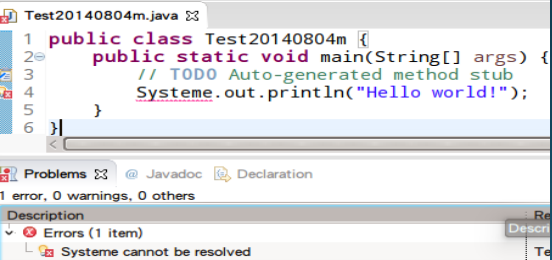 Test20140804m.java
1 public class Test20140804m {
2 public static void main(String[] args) {
3 // TODO Auto-generated method stub
4 Systeme.out.println("Hello world!");
5 }
6 }
Problems @ Javadoc Declaration
1 error, 0 warnings, 0 others
Description Re
Errors (1 item) Descri
Systeme cannot be resolved Te